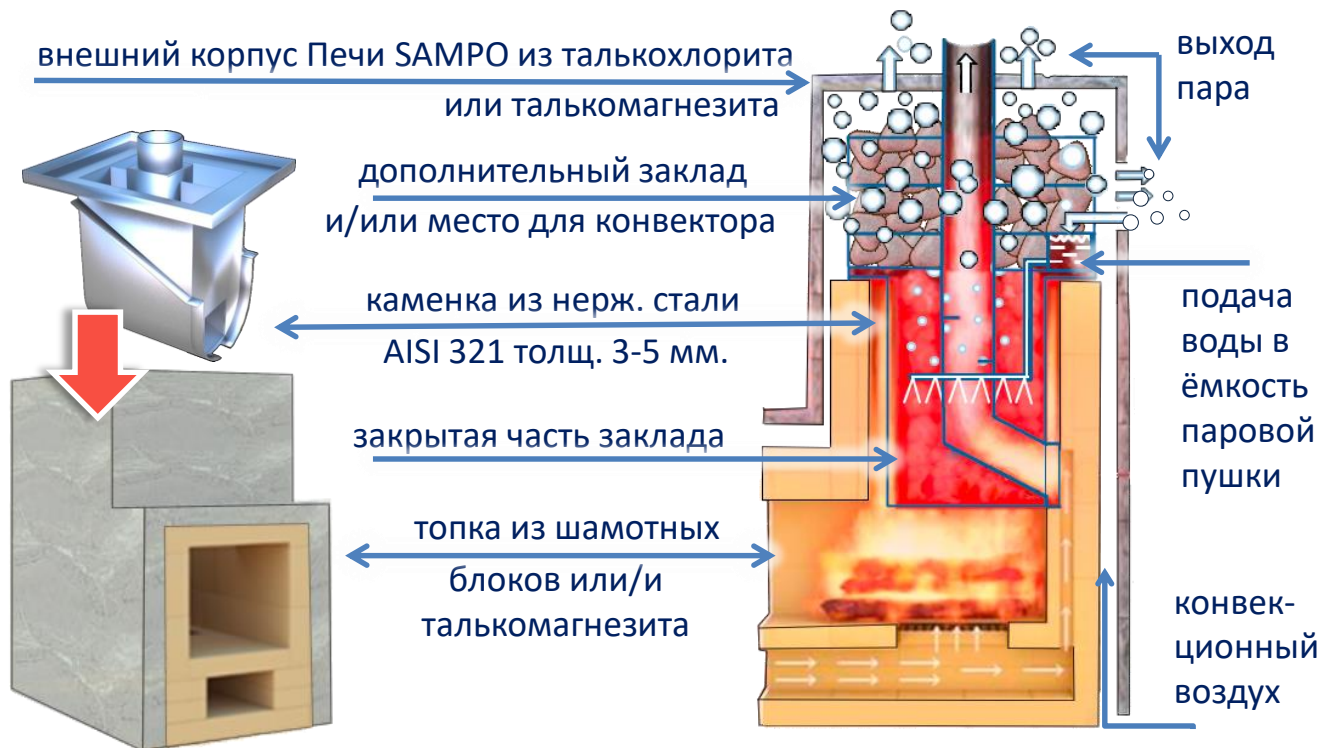 внешний корпус Печи SAMPO из талькохлорита
или талькомагнезита
выход
пара
дополнительный заклад
и/или место для конвектора
каменка из нерж. стали
AISI 321 толщ. 3-5 мм.
подача
воды в
ёмкость
паровой
пушки
закрытая часть заклада
топка из шамотных
блоков или/и
талькомагнезита
конвек-
ционный
воздух